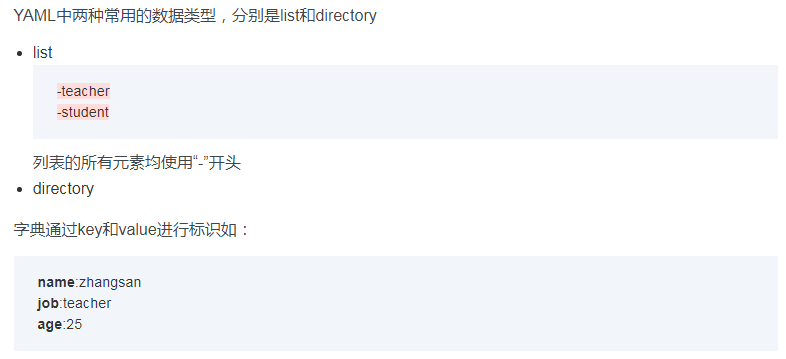 YAML中两种常用的数据类型，分别是list和directory
list
-teacher
-student
列表的所有元素均使用“-”开头
directory
字典通过key和value进行标识如：
name:zhangsan
job:teacher
age:25